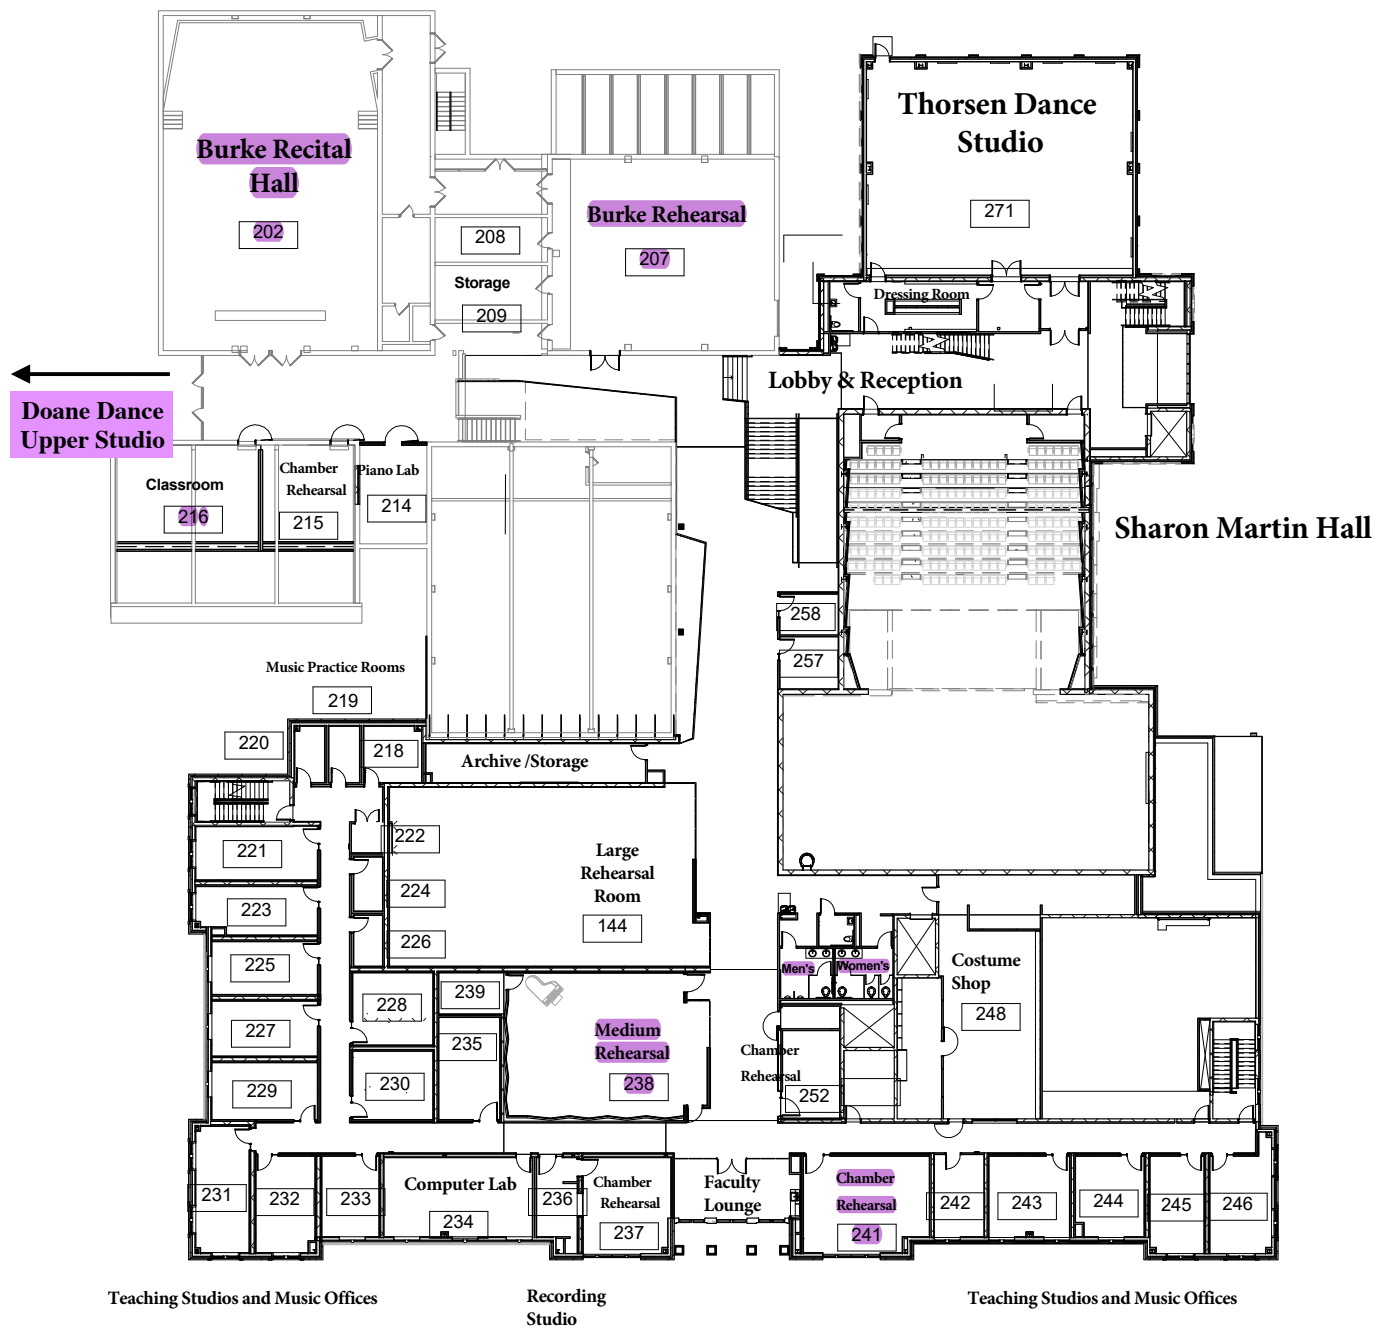 Thorsen Dance
Studio
271
Burke Recital
Hall
202
Burke Rehearsal
207
208
Storage
209
Dressing Room
Lobby & Reception
Doane Dance
Upper Studio
Classroom
216
Chamber
Rehearsal
215
Piano Lab
214
Sharon Martin Hall
258
257
Music Practice Rooms
219
220
218
Archive /Storage
221
222
223
224
225
226
Large
Rehearsal
Room
144
Men's
Women's
Costume
Shop
248
227
228
239
235
229
230
Medium
Rehearsal
238
Chamber
Rehearsal
252
231
232
233
Computer Lab
234
236
Chamber
Rehearsal
237
Faculty
Lounge
Chamber
Rehearsal
241
242
243
244
245
246
Teaching Studios and Music Offices
Recording
Studio
Teaching Studios and Music Offices